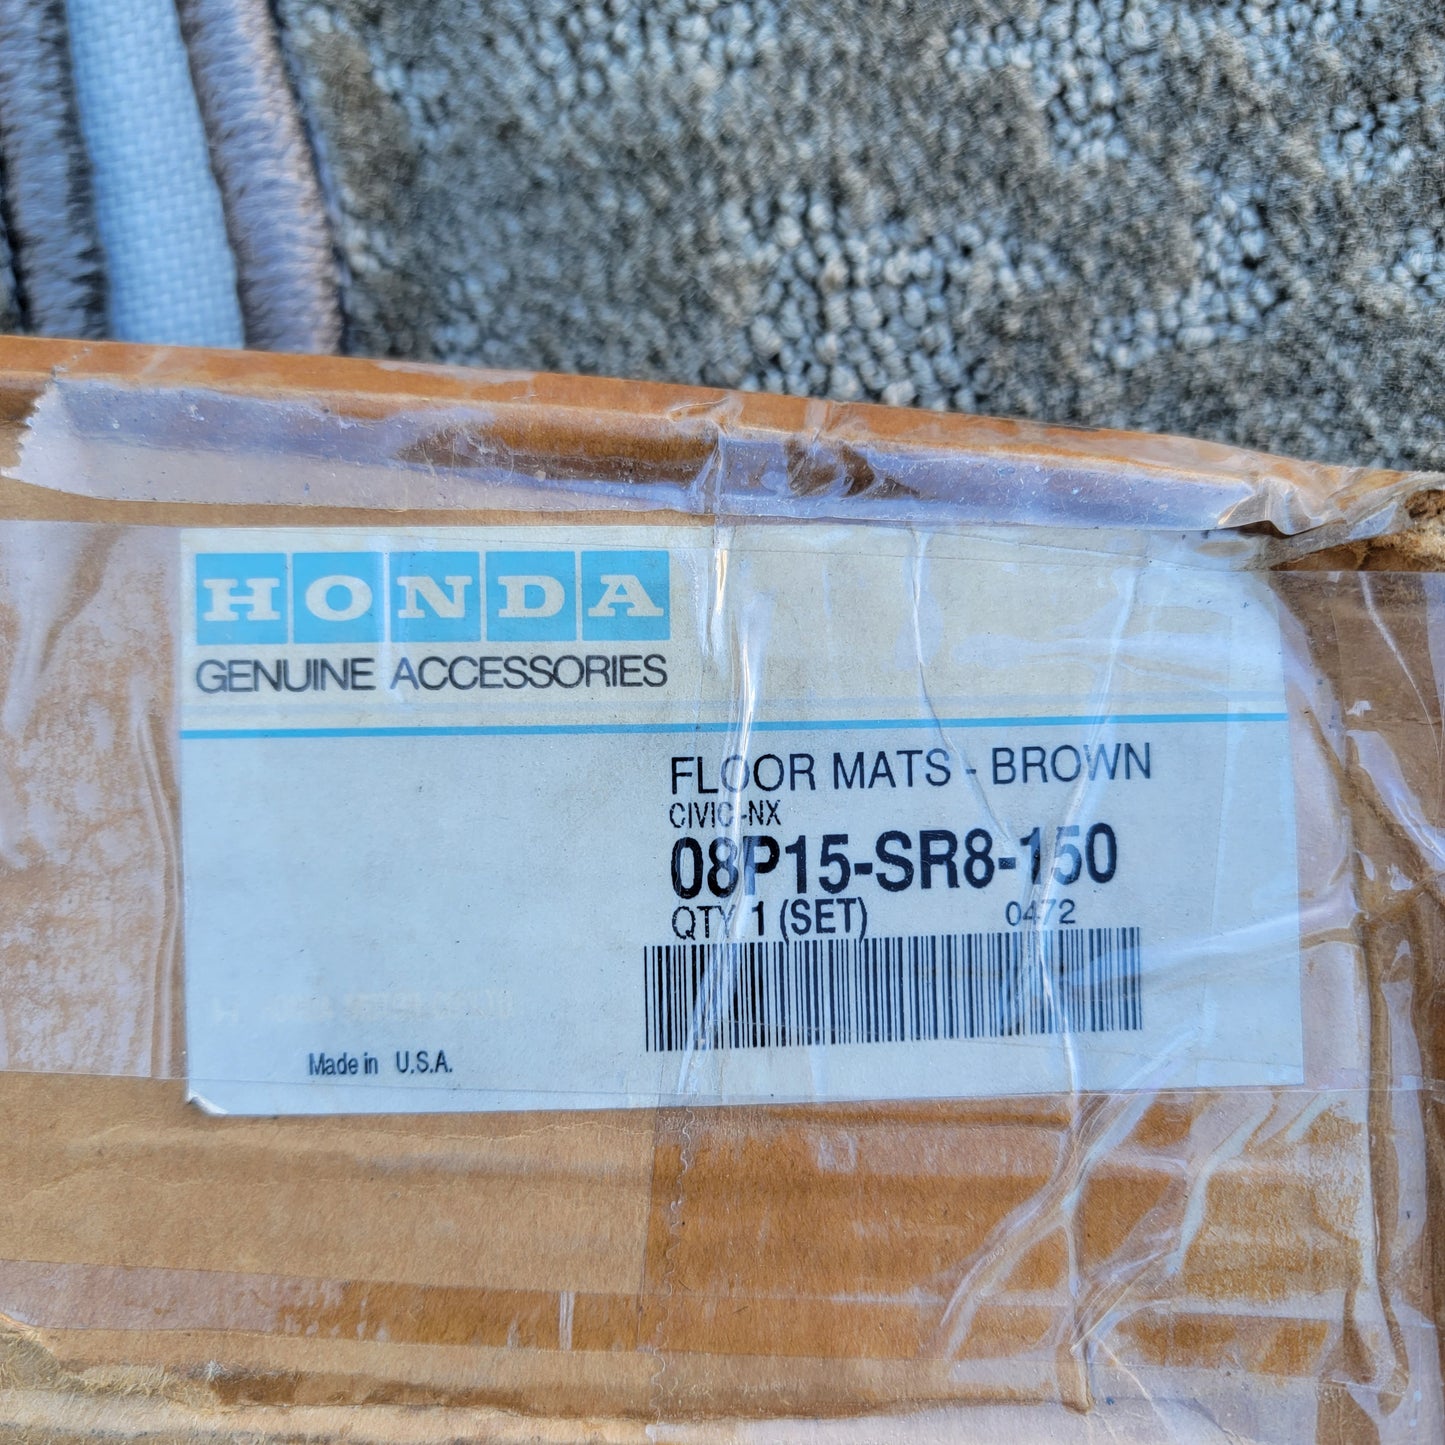 HONDA
GENUINE ACCESSORIES
FLOOR MATS - BROWN
CIVIC-NX
08P15-SR8-150
QTY 1 (SET) 0472
Made in U.S.A.